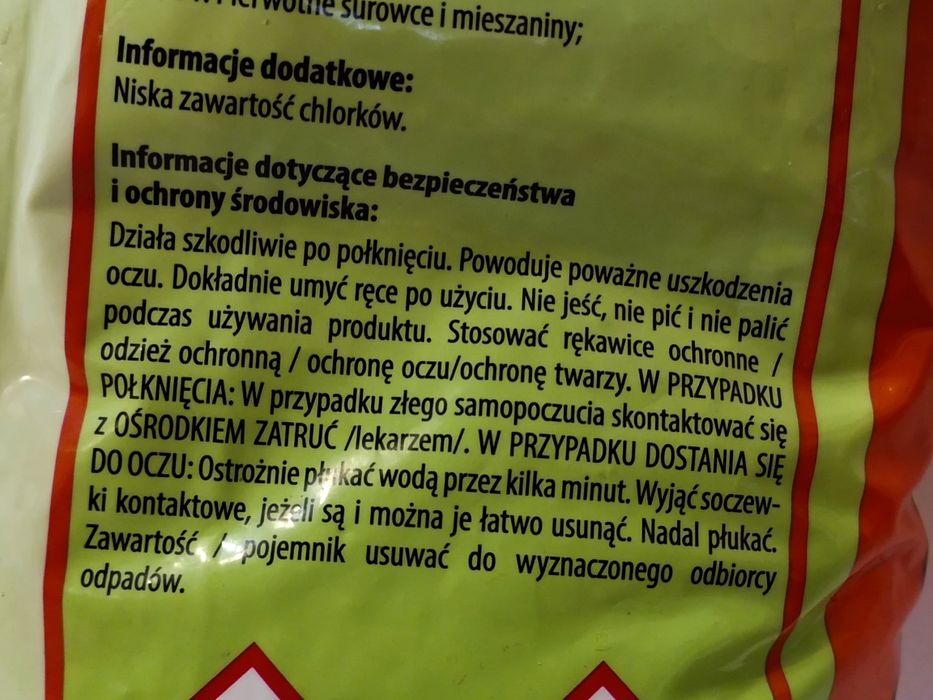 surowce i mieszaniny;
Informacje dodatkowe:
Niska zawartość chlorków.
Informacje dotyczące bezpieczeństwa
i ochrony środowiska:
Działa szkodliwie po połknięciu. Powoduje poważne uszkodzenia
oczu. Dokładnie umyć ręce po użyciu. Nie jeść, nie pić i nie palić
podczas używania produktu. Stosować rękawice ochronne /
odzież ochronną / ochronę oczu/ochronę twarzy. W PRZYPADKU
POŁKNIĘCIA: W przypadku złego samopoczucia skontaktować się
z OŚRODKIEM ZATRUĆ /lekarzem/. W PRZYPADKU DOSTANIA SIĘ
DO OCZU: Ostrożnie płukać wodą przez kilka minut. Wyjąć soczew-
ki kontaktowe, jeżeli są i można je łatwo usunąć. Nadal płukać.
Zawartość / pojemnik usuwać do wyznaczonego odbiorcy
odpadów.